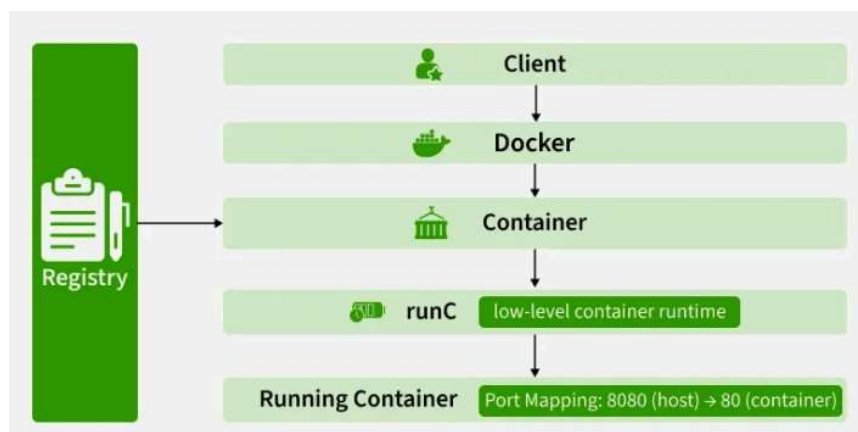 Registry
Client
Docker
Container
runC low-level container runtime
Running Container Port Mapping: 8080 (host) → 80 (container)